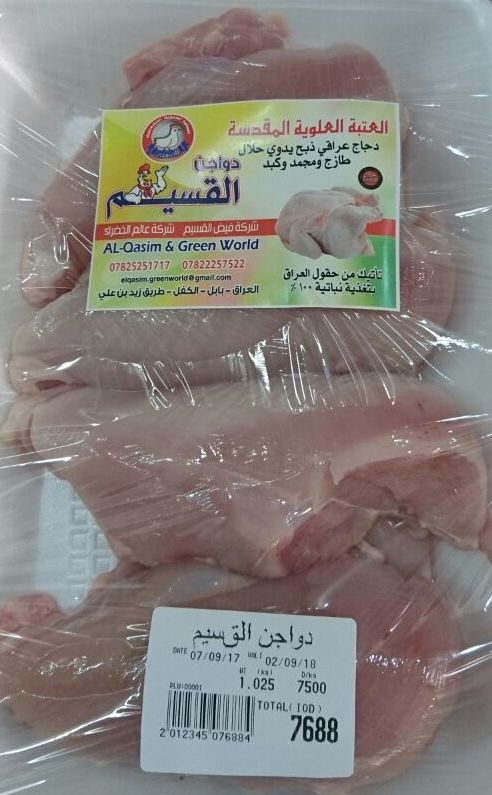 العتبة العلوية المقدسة
دجاج عراقي ذبح يدوي حلال
طازج ومجمد وكبد
دواجن
القسيم
شركة فيض القسيم شركة عالم الخضراء
AL-Qasim & Green World
07825251717 07822257522
elqasim.greenworld@gmail.com
العراق - بابل - الكفل - طريق زيد بن علي
تأتيك من حقول العراق
بتغذية نباتية ١٠٠٪
دواجن القسيم
DATE 07/09/17 VAL: 02/09/18
WT (kg) D/kg
1.025 7500
PLU:00001
TOTAL(IQD)
7688
2 012345 076884